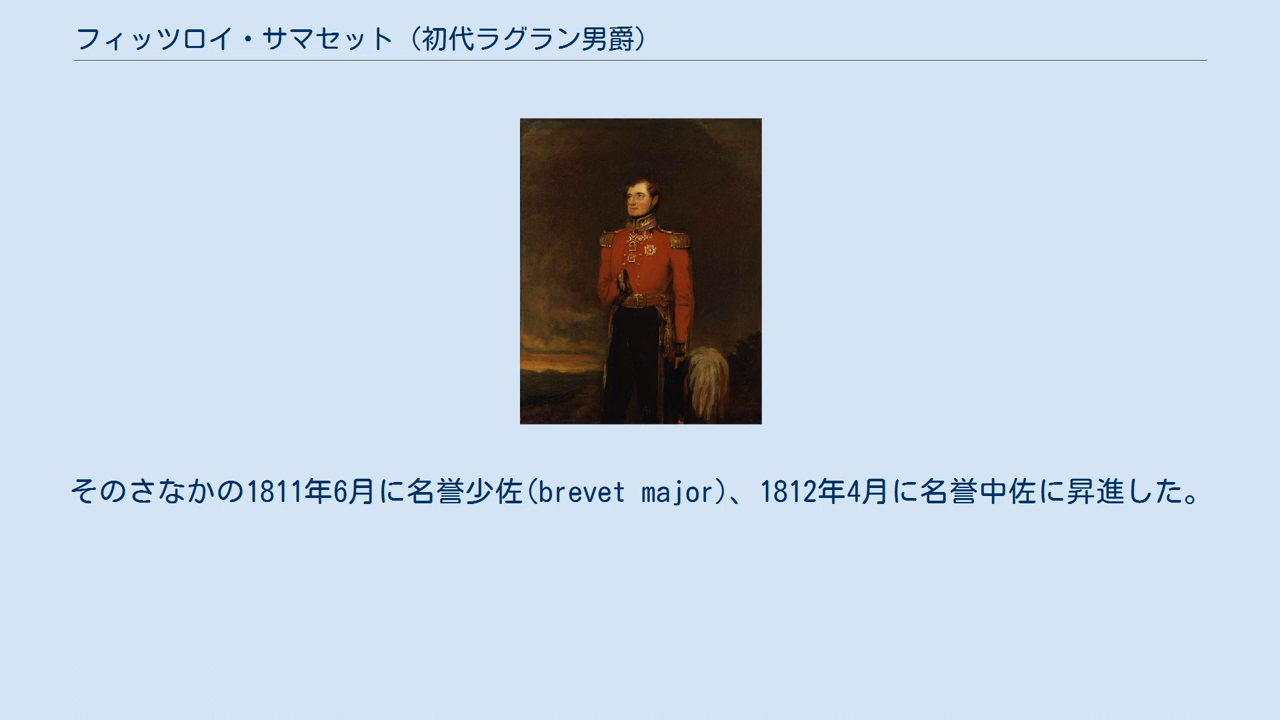 フィッツロイ・サマセット（初代ラグラン男爵）
そのさなかの1811年6月に名誉少佐(brevet major)、1812年4月に名誉中佐に昇進した。